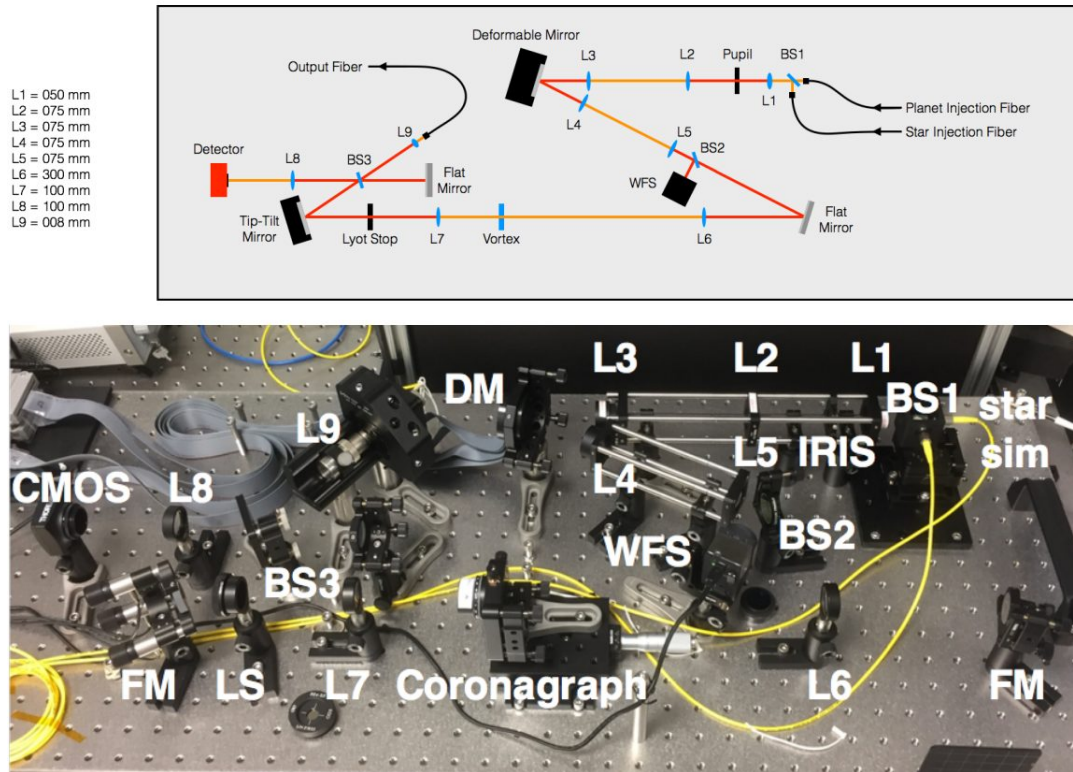 L1 = 050 mm
L2 = 075 mm
L3 = 075 mm
L4 = 075 mm
L5 = 075 mm
L6 = 300 mm
L7 = 100 mm
L8 = 100 mm
L9 = 008 mm
Deformable Mirror
Output Fiber
L3
L2
Pupil
BS1
L1
Planet Injection Fiber
Star Injection Fiber
L4
L9
L5
BS2
Detector
L8
BS3
Flat
Mirror
WFS
Tip-Tilt
Mirror
Lyot Stop
L7
Vortex
L6
Flat
Mirror
L3
L2
L1
DM
BS1
star
sim
L9
L5
IRIS
L4
CMOS
L8
WFS
BS2
BS3
FM
LS
L7
Coronagraph
L6
FM